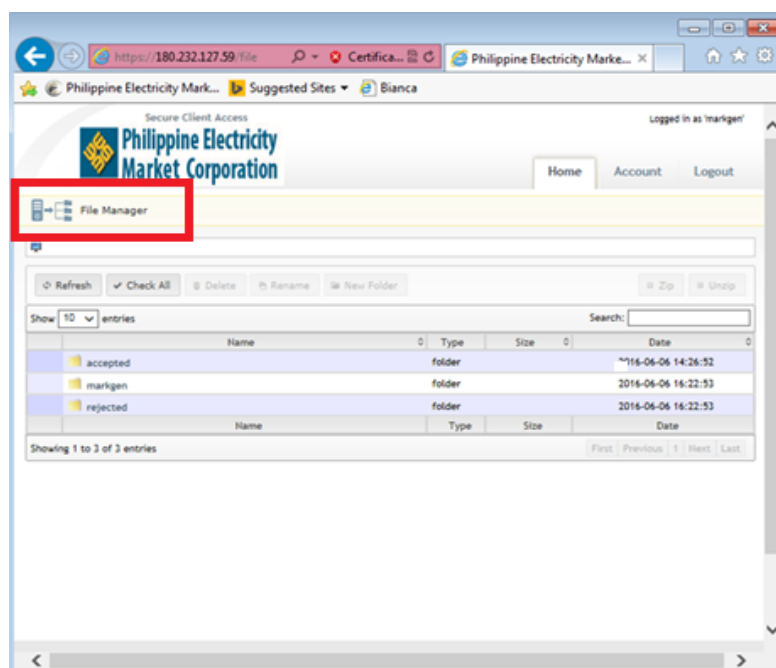 https://180.232.127.59/file Certifica... Philippine Electricity Marke...
Philippine Electricity Mark... Suggested Sites Bianca
Secure Client Access
Logged in as 'markgen'
Philippine Electricity
Market Corporation
Home Account Logout
File Manager
Refresh Check All Delete Rename New Folder Zip Unzip
Show 10 entries Search:
Name Type Size Date
accepted folder 2016-06-06 14:26:52
markgen folder 2016-06-06 16:22:53
rejected folder 2016-06-06 16:22:53
Name Type Size Date
Showing 1 to 3 of 3 entries First Previous 1 Next Last